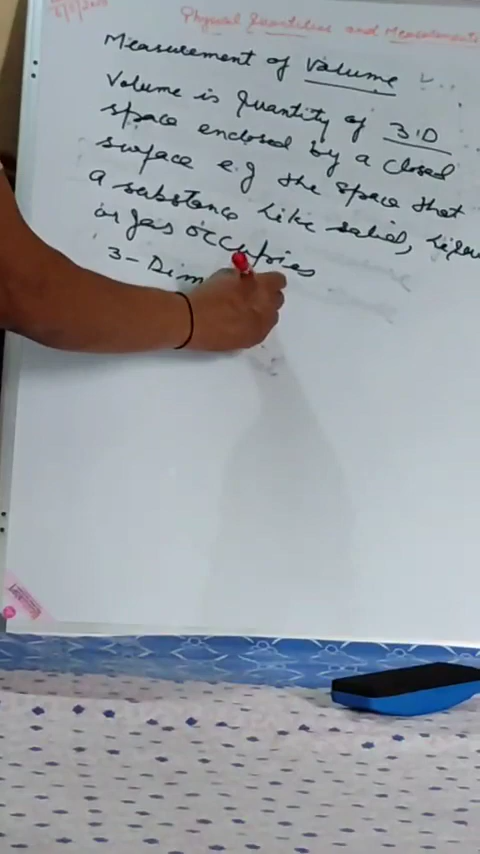 Physical Quantities and Measurements
Measurement of Volume
Volume is Quantity of 3.D
space enclosed by a closed
surface e.g the space that
a substance like solid,
or gas occupies
3-Dim